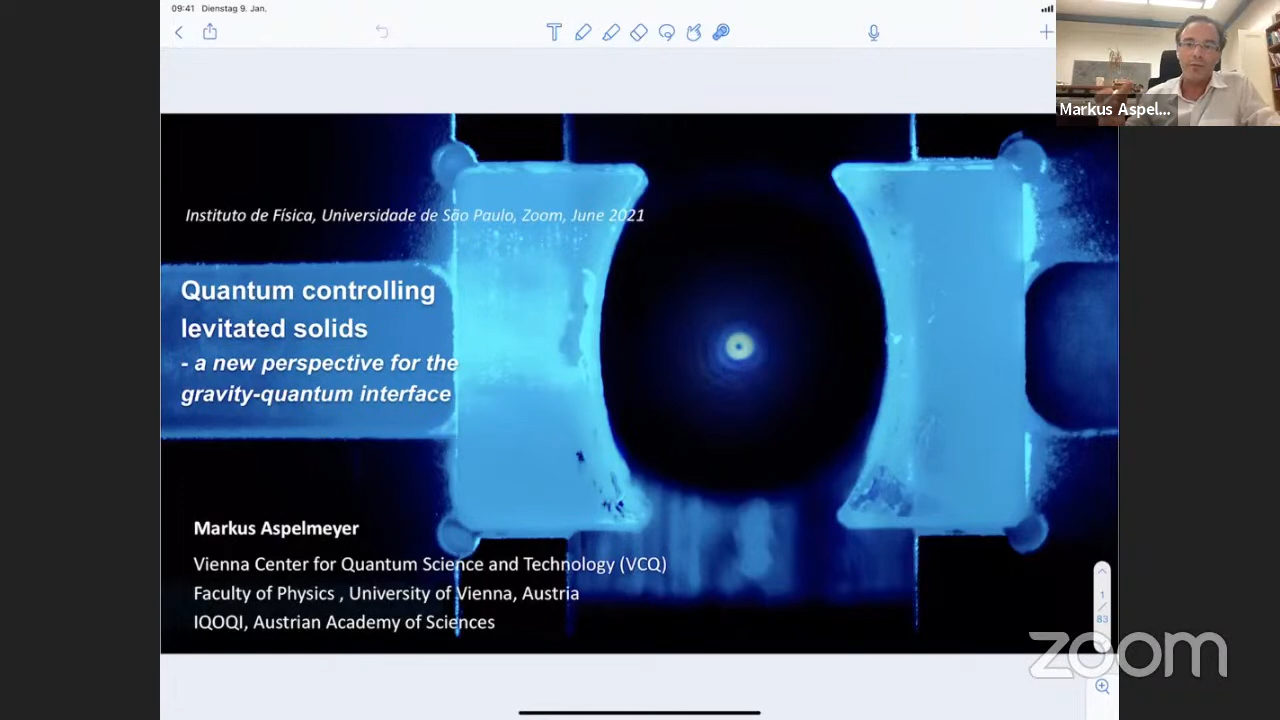 09:41 Dienstag 9. Jan.
Markus Aspel...
Instituto de Física, Universidade de São Paulo, Zoom, June 2021
Quantum controlling
levitated solids
- a new perspective for the
gravity-quantum interface
Markus Aspelmeyer
Vienna Center for Quantum Science and Technology (VCQ)
Faculty of Physics , University of Vienna, Austria
IQOQI, Austrian Academy of Sciences
1
/
83
zoom